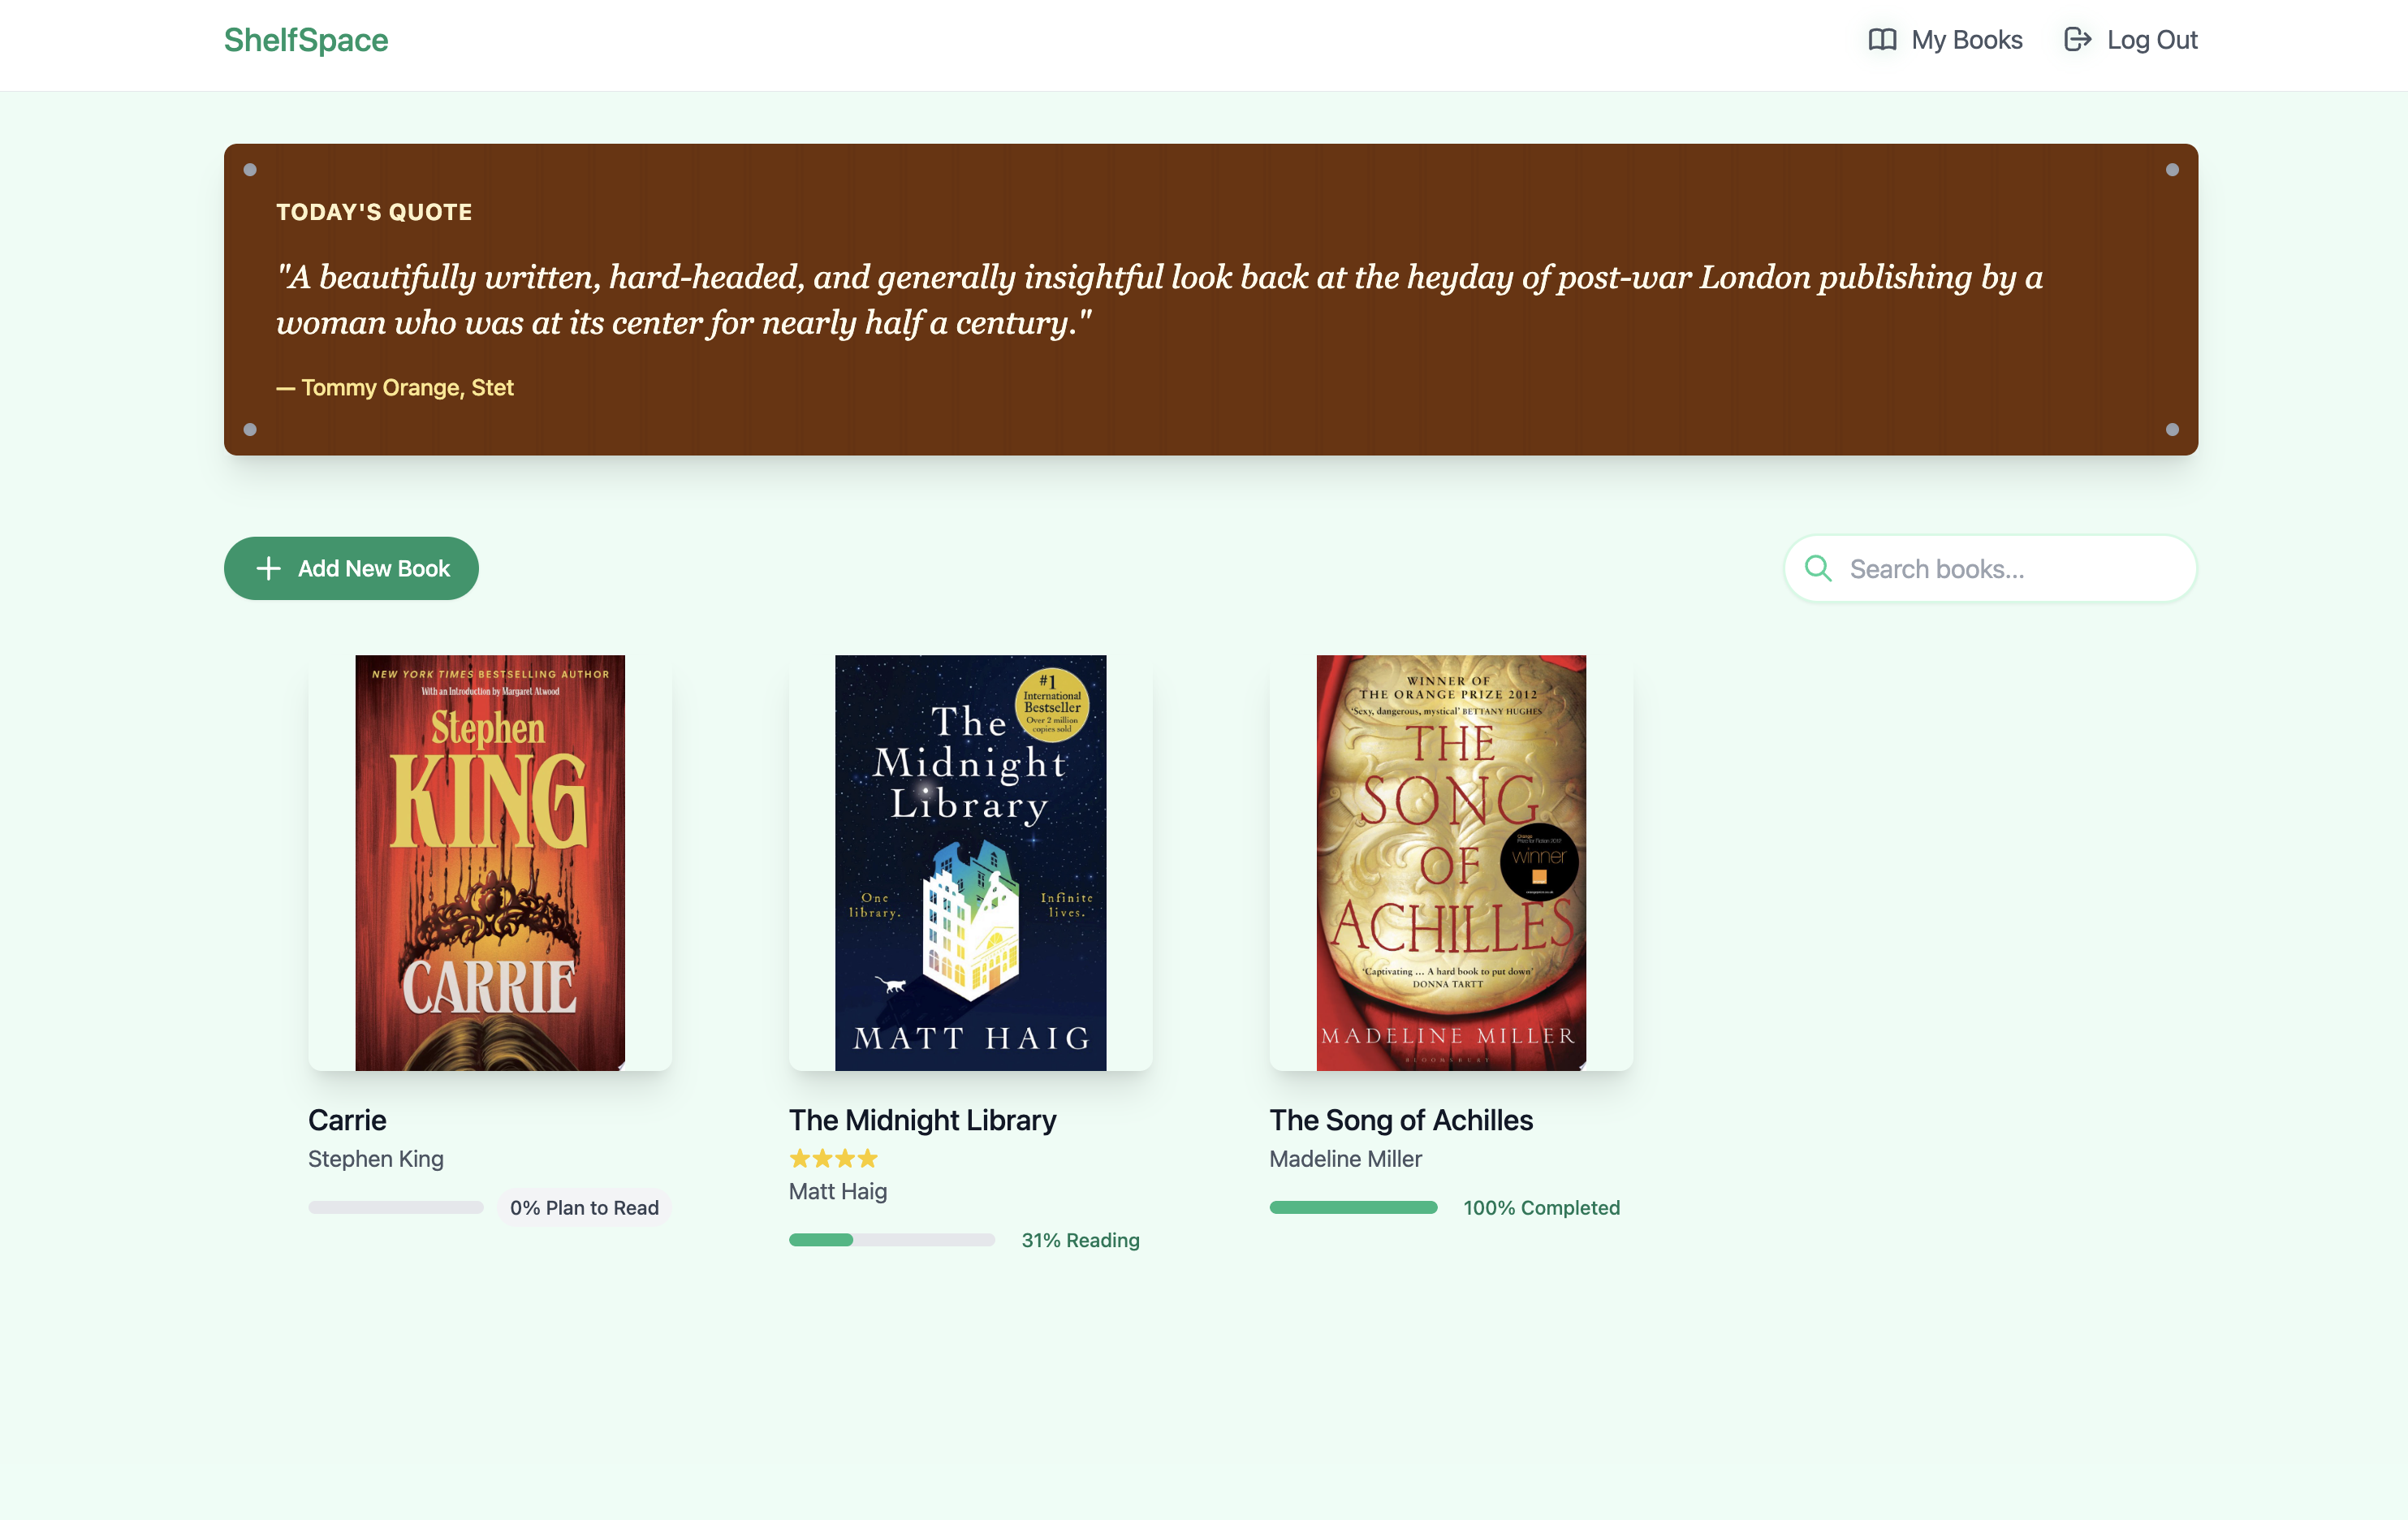 ShelfSpace
My Books
Log Out
TODAY'S QUOTE
"A beautifully written, hard-headed, and generally insightful look back at the heyday of post-war London publishing by a
woman who was at its center for nearly half a century."
— Tommy Orange, Stet
Add New Book
Search books...
NEW YORK TIMES BESTSELLING AUTHOR
With an Introduction by Margaret Atwood
Stephen
KING
CARRIE
Carrie
Stephen King
0% Plan to Read
#1
International
Bestseller
Over 2 million
copies sold
The
Midnight
Library
One
library.
Infinite
lives.
MATT HAIG
The Midnight Library
Matt Haig
31% Reading
WINNER OF
THE ORANGE PRIZE 2012
'Sexy, dangerous, mystical' BETTANY HUGHES
THE
SONG
OF
ACHILLES
winner
'Captivating ... A hard book to put down'
DONNA TARTT
MADELINE MILLER
BLOOMSBURY
The Song of Achilles
Madeline Miller
100% Completed